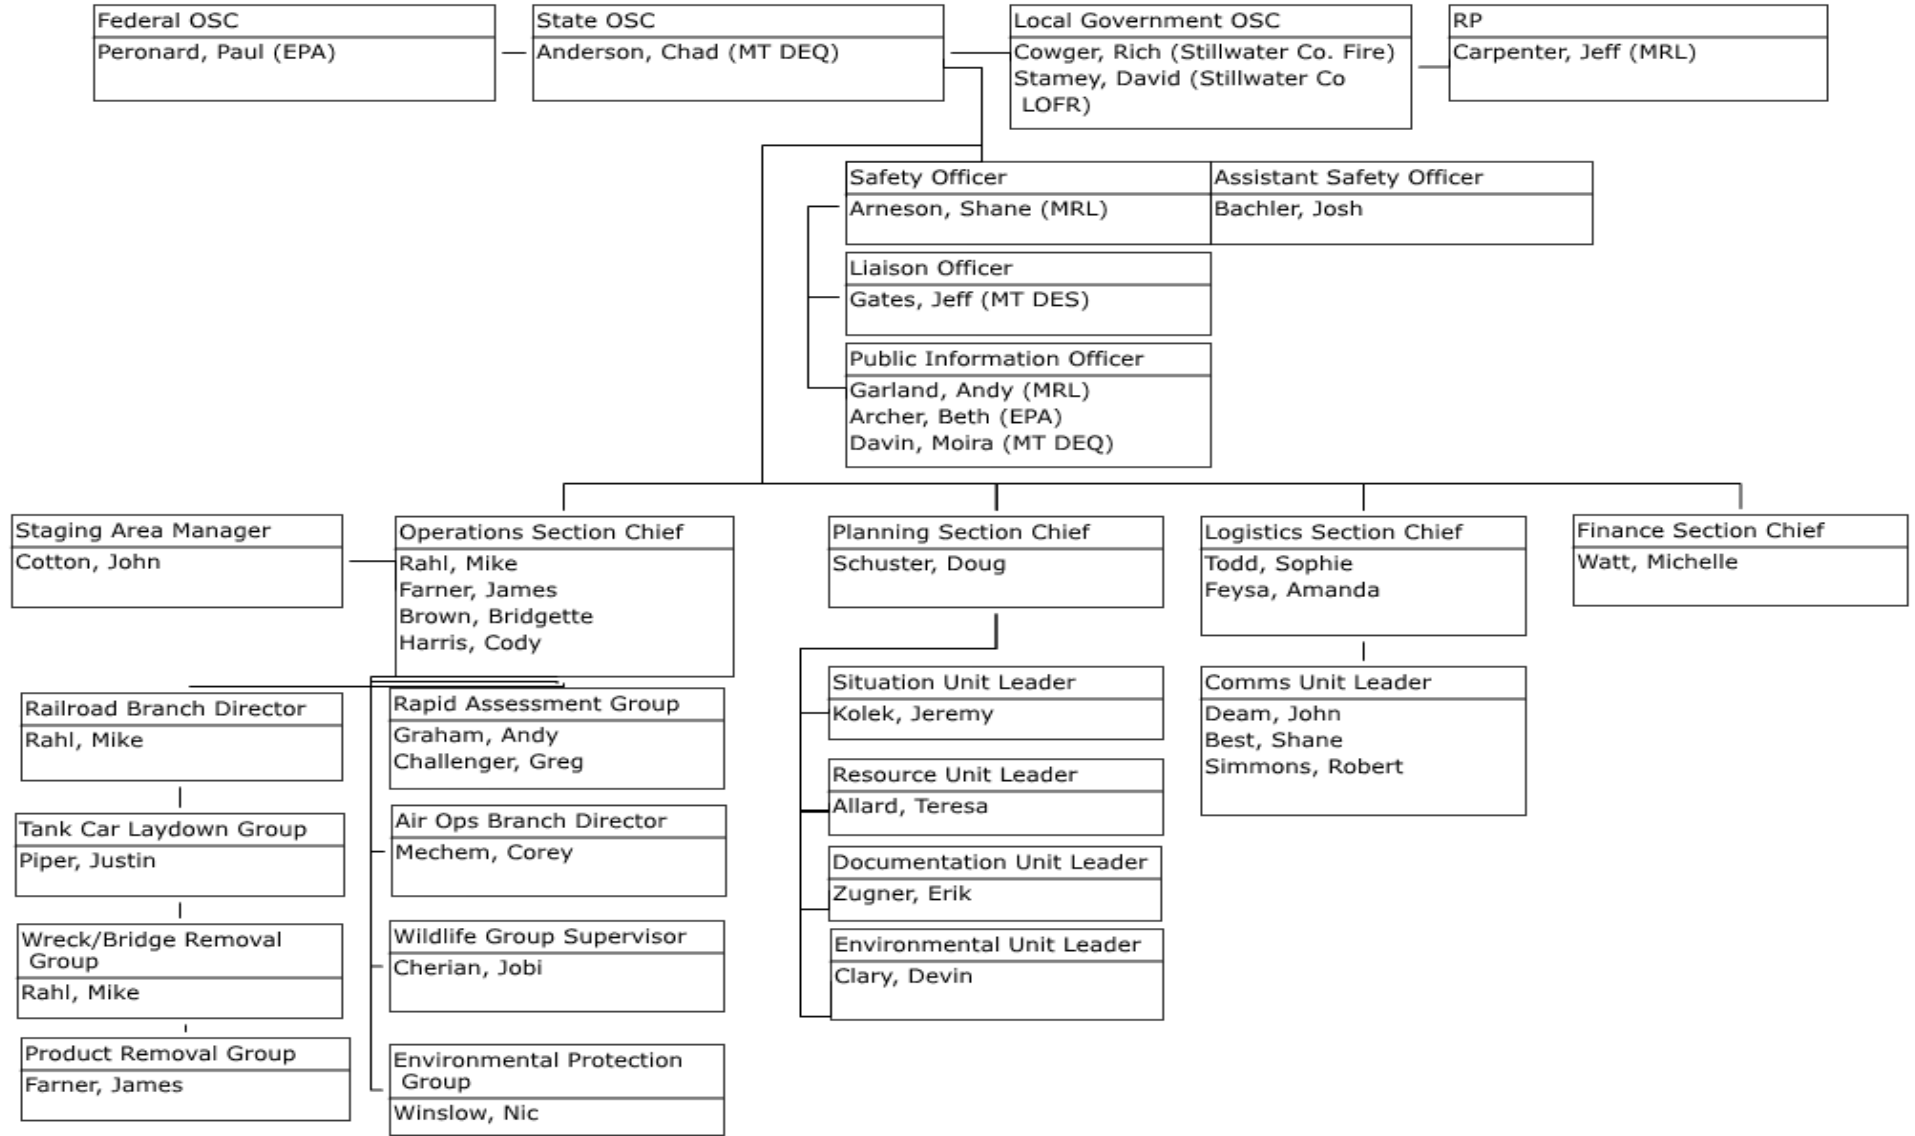 Federal OSC
Peronard, Paul (EPA)
State OSC
Anderson, Chad (MT DEQ)
Local Government OSC
Cowger, Rich (Stillwater Co. Fire)
Stamey, David (Stillwater Co
LOFR)
RP
Carpenter, Jeff (MRL)
Safety Officer
Arneson, Shane (MRL)
Assistant Safety Officer
Bachler, Josh
Liaison Officer
Gates, Jeff (MT DES)
Public Information Officer
Garland, Andy (MRL)
Archer, Beth (EPA)
Davin, Moira (MT DEQ)
Staging Area Manager
Cotton, John
Operations Section Chief
Rahl, Mike
Farner, James
Brown, Bridgette
Harris, Cody
Planning Section Chief
Schuster, Doug
Logistics Section Chief
Todd, Sophie
Feysa, Amanda
Finance Section Chief
Watt, Michelle
Railroad Branch Director
Rahl, Mike
Tank Car Laydown Group
Piper, Justin
Wreck/Bridge Removal
Group
Rahl, Mike
Product Removal Group
Farner, James
Rapid Assessment Group
Graham, Andy
Challenger, Greg
Air Ops Branch Director
Mechem, Corey
Wildlife Group Supervisor
Cherian, Jobi
Environmental Protection
Group
Winslow, Nic
Situation Unit Leader
Kolek, Jeremy
Resource Unit Leader
Allard, Teresa
Documentation Unit Leader
Zugner, Erik
Environmental Unit Leader
Clary, Devin
Comms Unit Leader
Deam, John
Best, Shane
Simmons, Robert